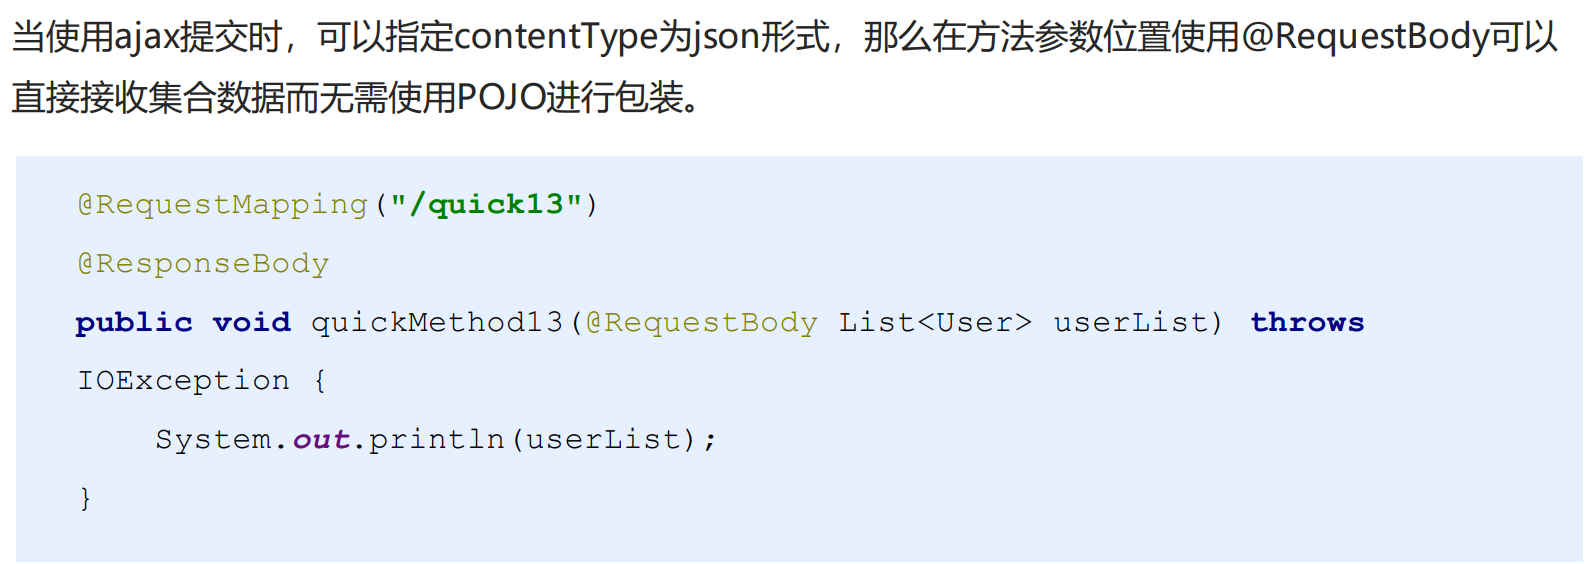 当使用ajax提交时，可以指定contentType为json形式，那么在方法参数位置使用@RequestBody可以
直接接收集合数据而无需使用POJO进行包装。
@RequestMapping("/quick13")
@ResponseBody
public void quickMethod13(@RequestBody List<User> userList) throws
IOException {
    System.out.println(userList);
}